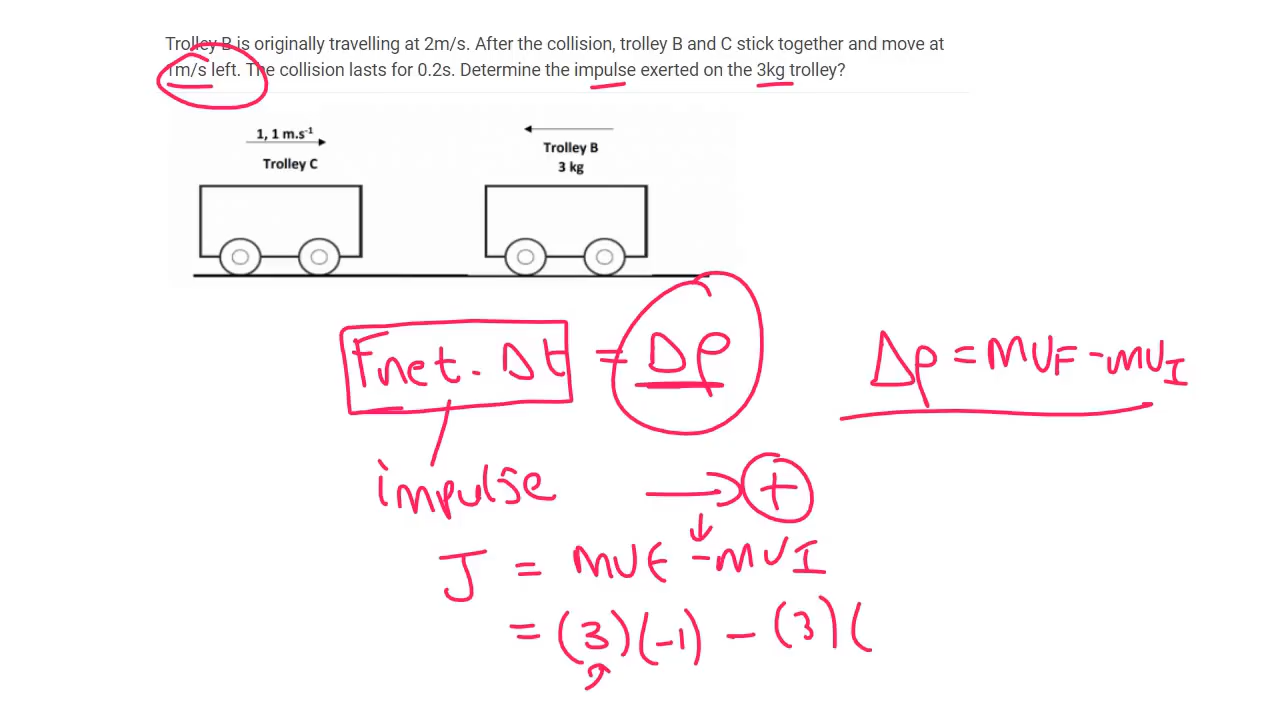 Trolley B is originally travelling at 2m/s. After the collision, trolley B and C stick together and move at
1m/s left. The collision lasts for 0.2s. Determine the impulse exerted on the 3kg trolley?
1, 1 m.s⁻¹
Trolley C
Trolley B
3 kg
Fnet . Δt = Δp
Δp = mVF - mVI
impulse
+
J = mVF - mVI
= (3)(-1) - (3)(